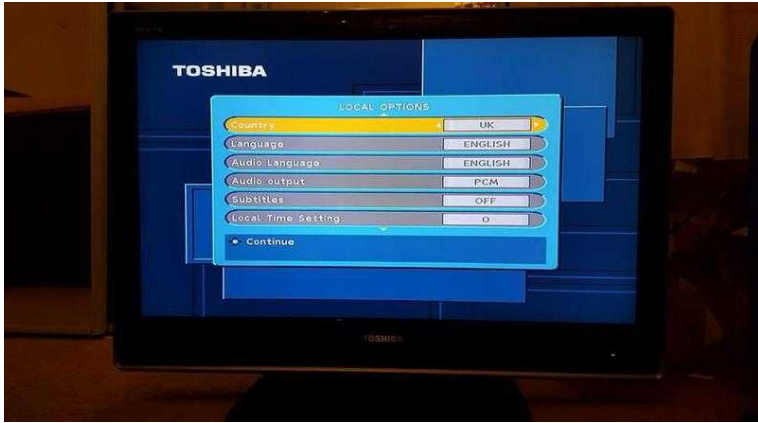 TOSHIBA
LOCAL OPTIONS
Country UK
Language ENGLISH
Audio Language ENGLISH
Audio output PCM
Subtitles OFF
Local Time Setting 0
Continue
TOSHIBA